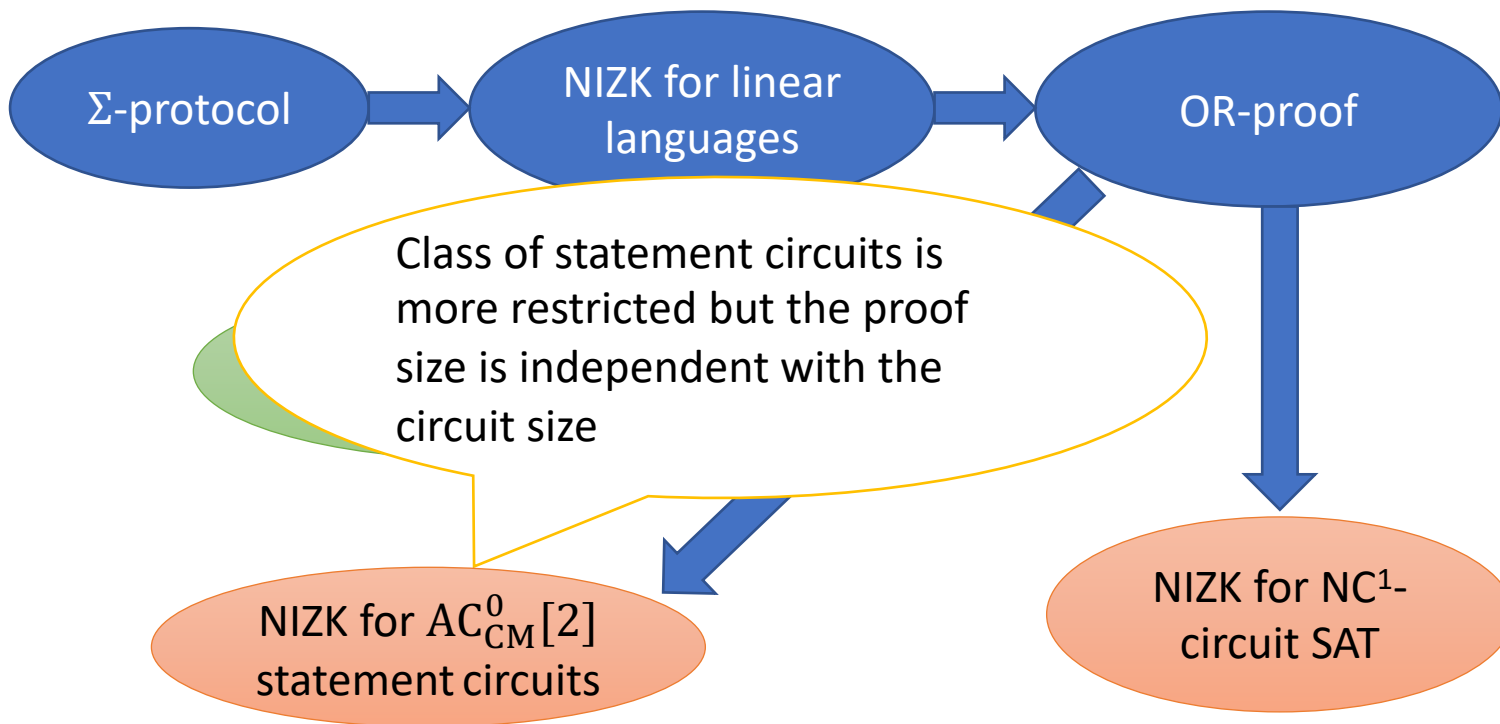 Σ-protocol
NIZK for linear
languages
OR-proof
Class of statement circuits is
more restricted but the proof
size is independent with the
circuit size
NIZK for AC⁰_CM[2]
statement circuits
NIZK for NC¹-
circuit SAT